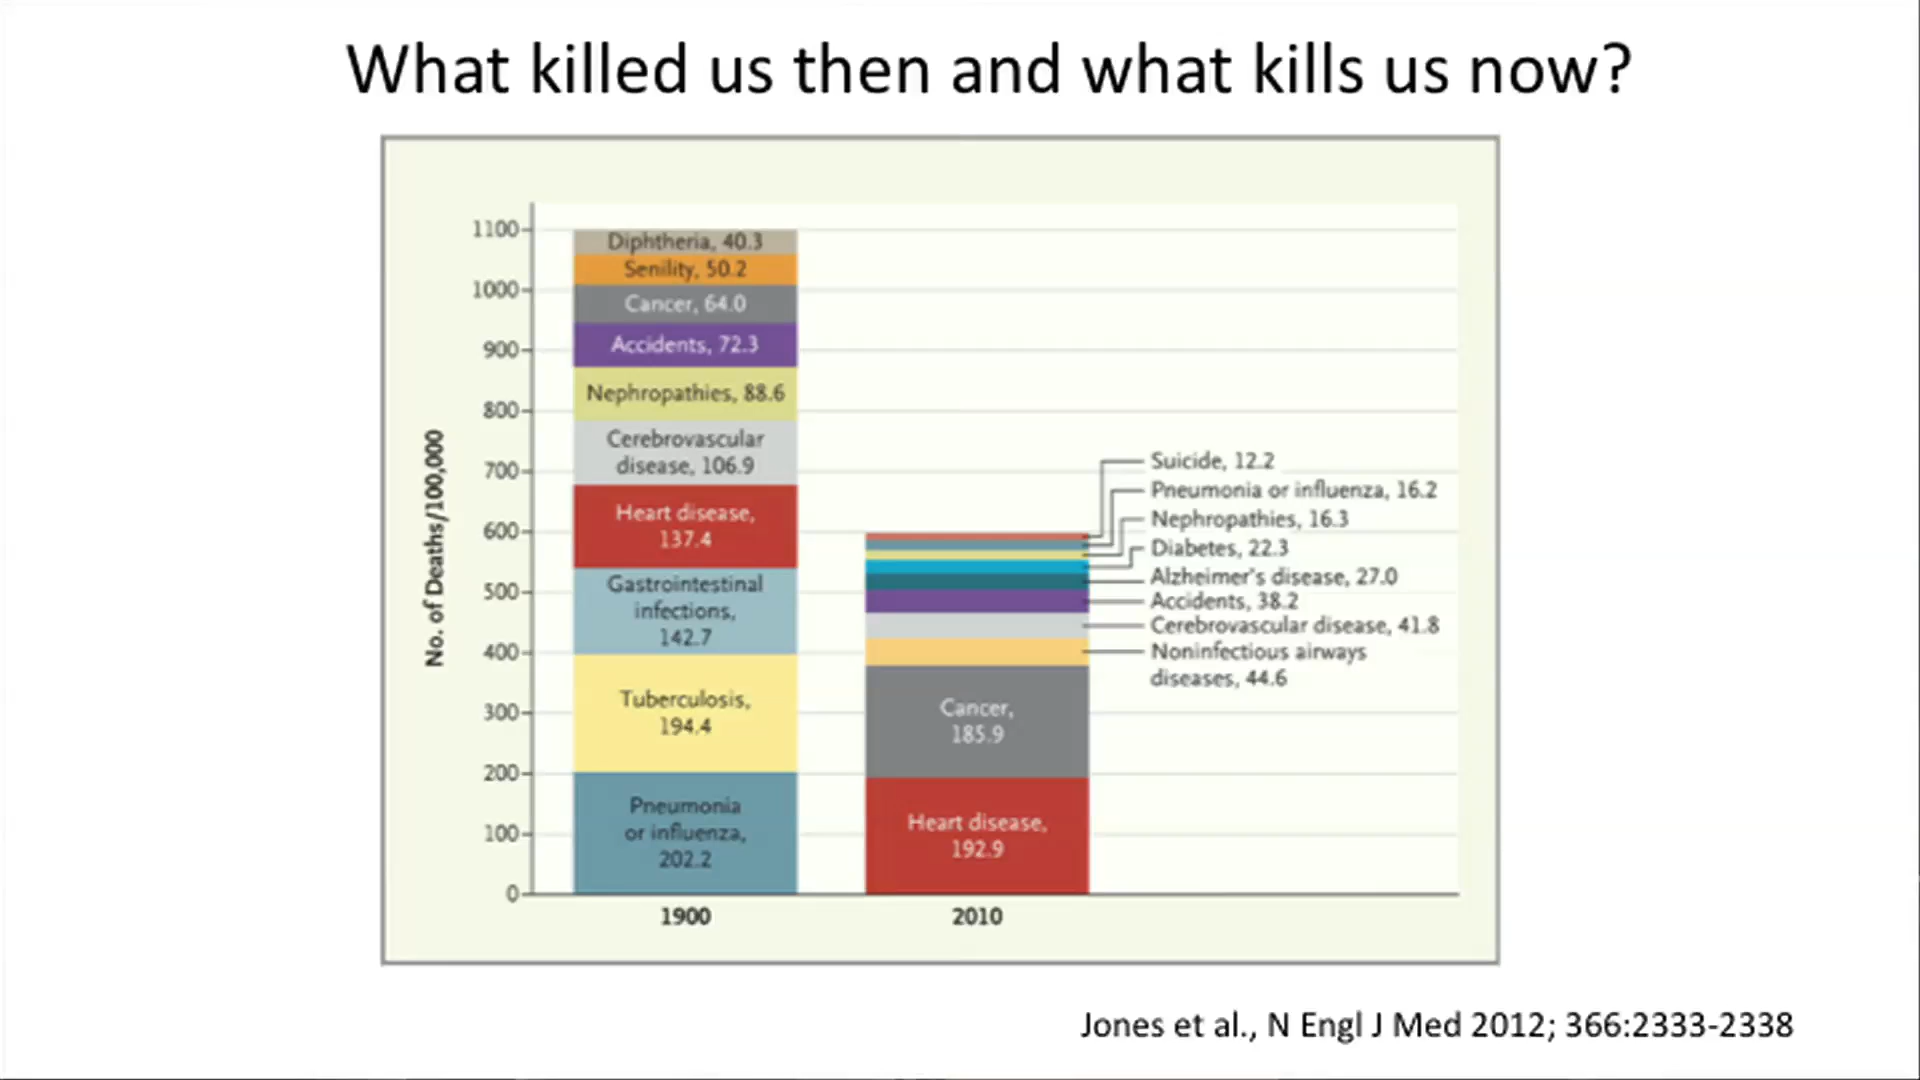 What killed us then and what kills us now?
No. of Deaths/100,000
1100
1000
900
800
700
600
500
400
300
200
100
0
Diphtheria, 40.3
Senility, 50.2
Cancer, 64.0
Accidents, 72.3
Nephropathies, 88.6
Cerebrovascular
disease, 106.9
Heart disease,
137.4
Gastrointestinal
infections,
142.7
Tuberculosis,
194.4
Pneumonia
or influenza,
202.2
1900
Cancer,
185.9
Heart disease,
192.9
2010
Suicide, 12.2
Pneumonia or influenza, 16.2
Nephropathies, 16.3
Diabetes, 22.3
Alzheimer's disease, 27.0
Accidents, 38.2
Cerebrovascular disease, 41.8
Noninfectious airways
diseases, 44.6
Jones et al., N Engl J Med 2012; 366:2333-2338